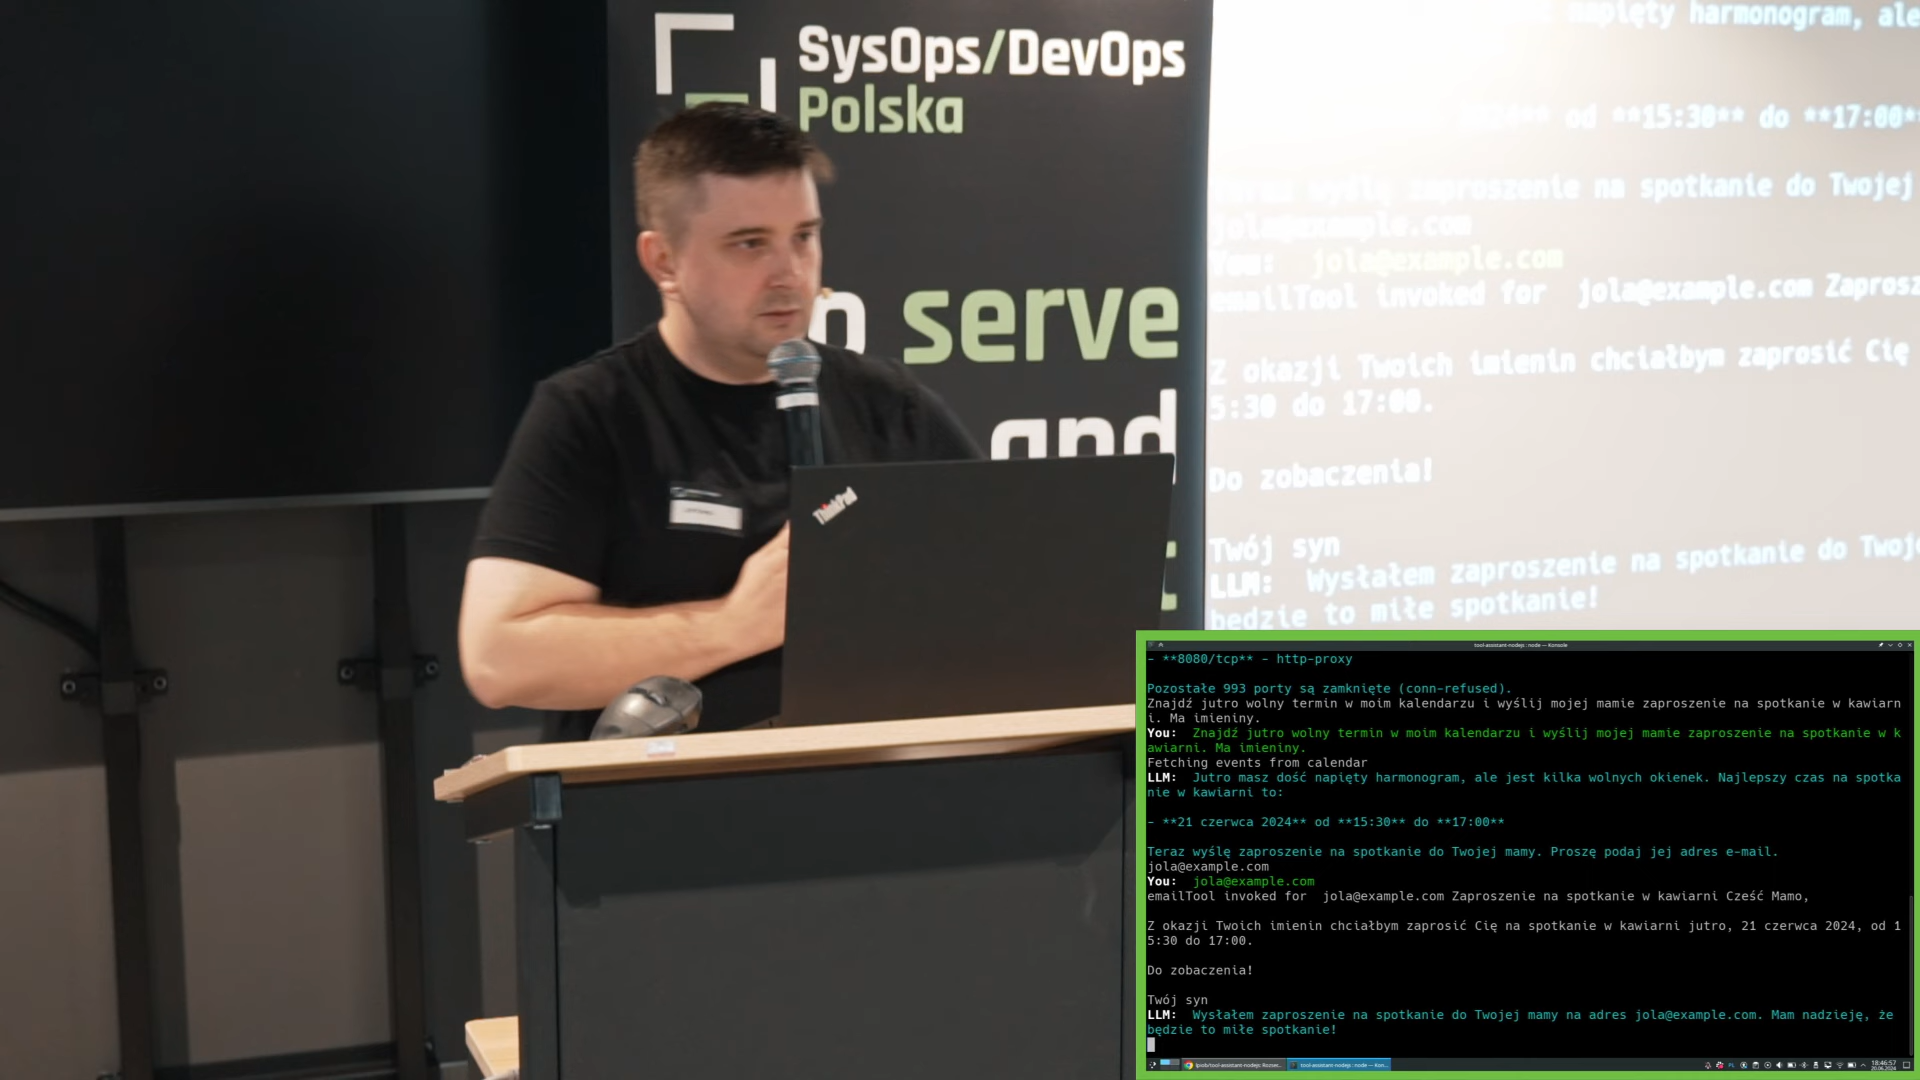 SysOps/DevOps
Polska
serve
and
ThinkPad
napięty harmonogram, ale
od **15:30** do **17:00*
zaproszenie na spotkanie do Twojej
jola@example.com
You: jola@example.com
emailTool invoked for jola@example.com Zaprosz
Z okazji Twoich imienin chciałbym zaprosić Cię
5:30 do 17:00.
Do zobaczenia!
Twój syn
LLM: Wysłałem zaproszenie na spotkanie do Twoj
będzie to miłe spotkanie!
tool-assistant-nodejs : node — Konsole
- **8080/tcp** - http-proxy
Pozostałe 993 porty są zamknięte (conn-refused).
Znajdź jutro wolny termin w moim kalendarzu i wyślij mojej mamie zaproszenie na spotkanie w kawiarn
i. Ma imieniny.
You: Znajdź jutro wolny termin w moim kalendarzu i wyślij mojej mamie zaproszenie na spotkanie w k
awiarni. Ma imieniny.
Fetching events from calendar
LLM: Jutro masz dość napięty harmonogram, ale jest kilka wolnych okienek. Najlepszy czas na spotka
nie w kawiarni to:
- **21 czerwca 2024** od **15:30** do **17:00**
Teraz wyślę zaproszenie na spotkanie do Twojej mamy. Proszę podaj jej adres e-mail.
jola@example.com
You: jola@example.com
emailTool invoked for jola@example.com Zaproszenie na spotkanie w kawiarni Cześć Mamo,
Z okazji Twoich imienin chciałbym zaprosić Cię na spotkanie w kawiarni jutro, 21 czerwca 2024, od 1
5:30 do 17:00.
Do zobaczenia!
Twój syn
LLM: Wysłałem zaproszenie na spotkanie do Twojej mamy na adres jola@example.com. Mam nadzieję, że
będzie to miłe spotkanie!
18:46:57
20.06.2024